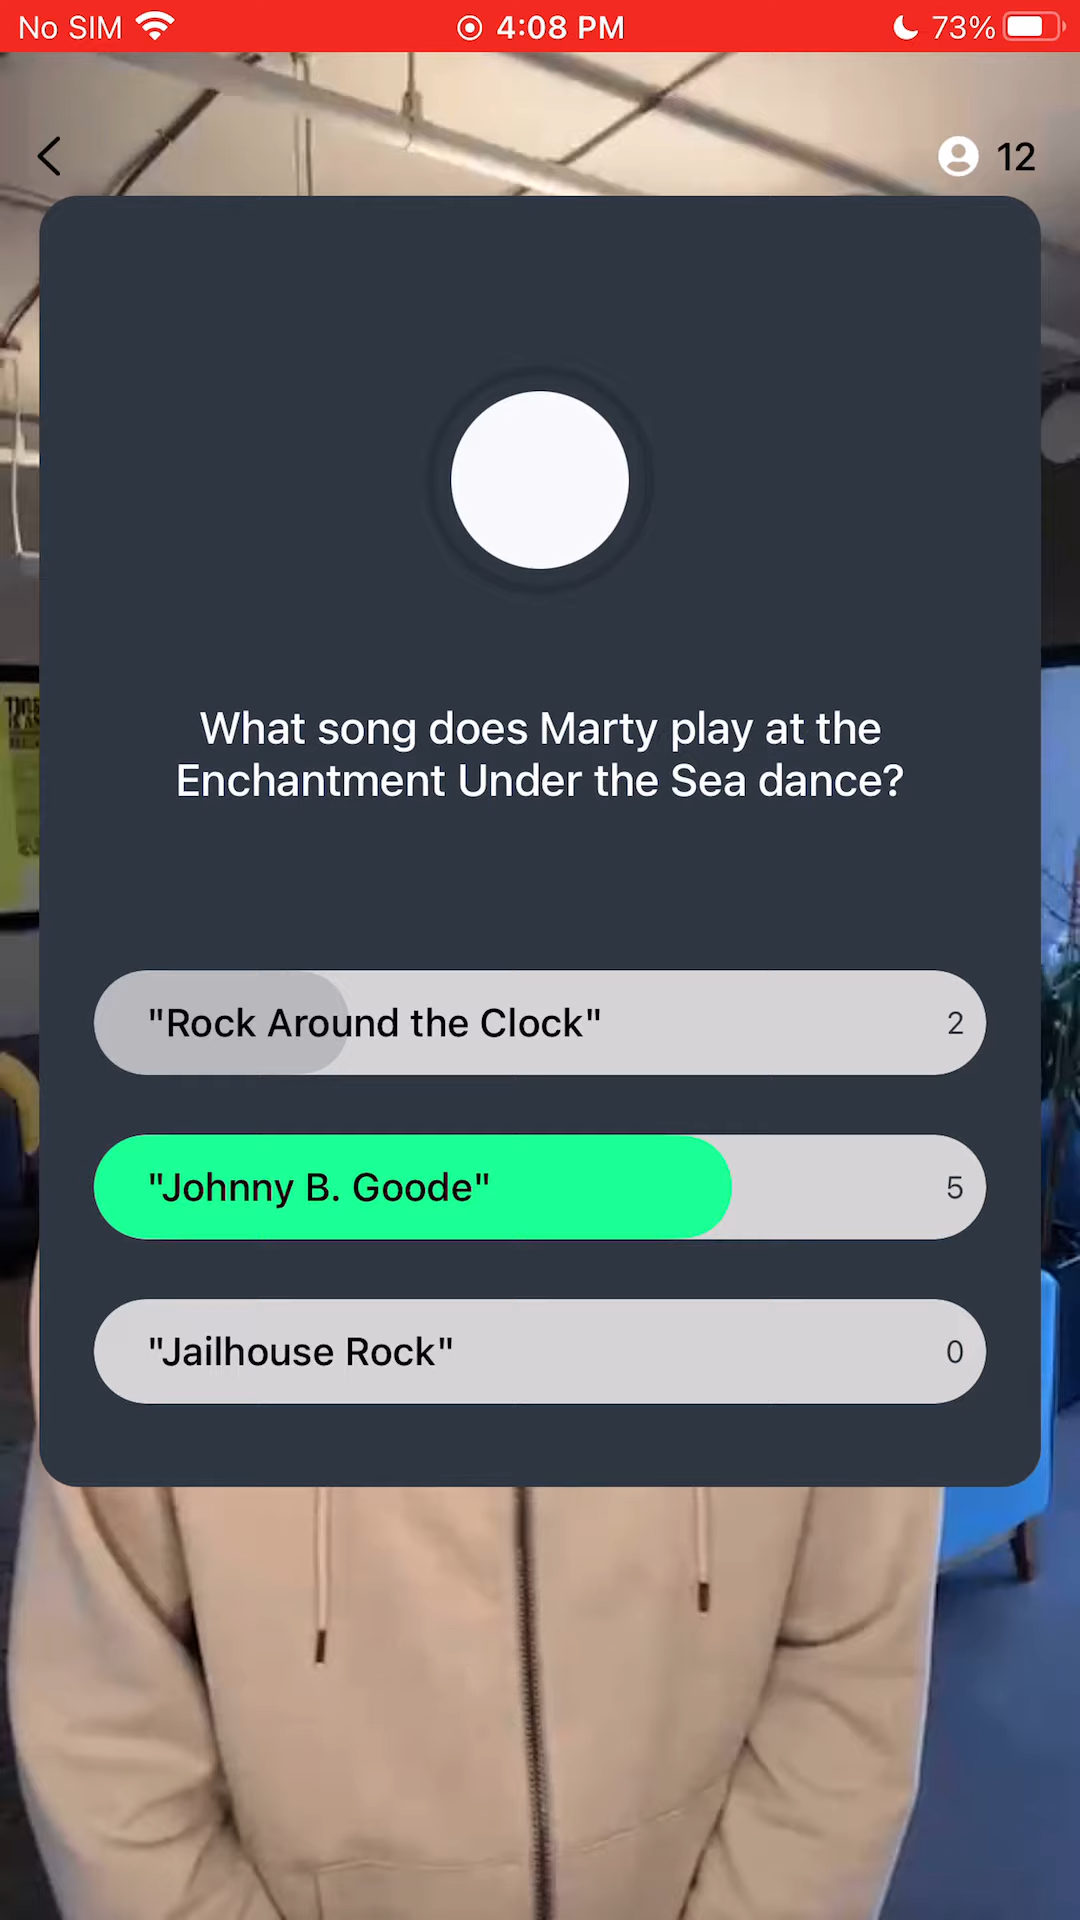 No SIM 4:08 PM 73%
12
What song does Marty play at the
Enchantment Under the Sea dance?
"Rock Around the Clock" 2
"Johnny B. Goode" 5
"Jailhouse Rock" 0